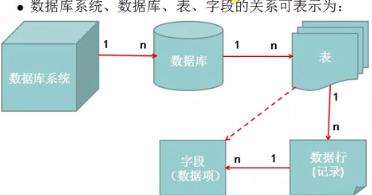 • 数据库系统、数据库、表、字段的关系可表示为：
1
n
1
n
数据库系统
数据库
表
1
n
字段
（数据项）
n
1
数据行
(记录)